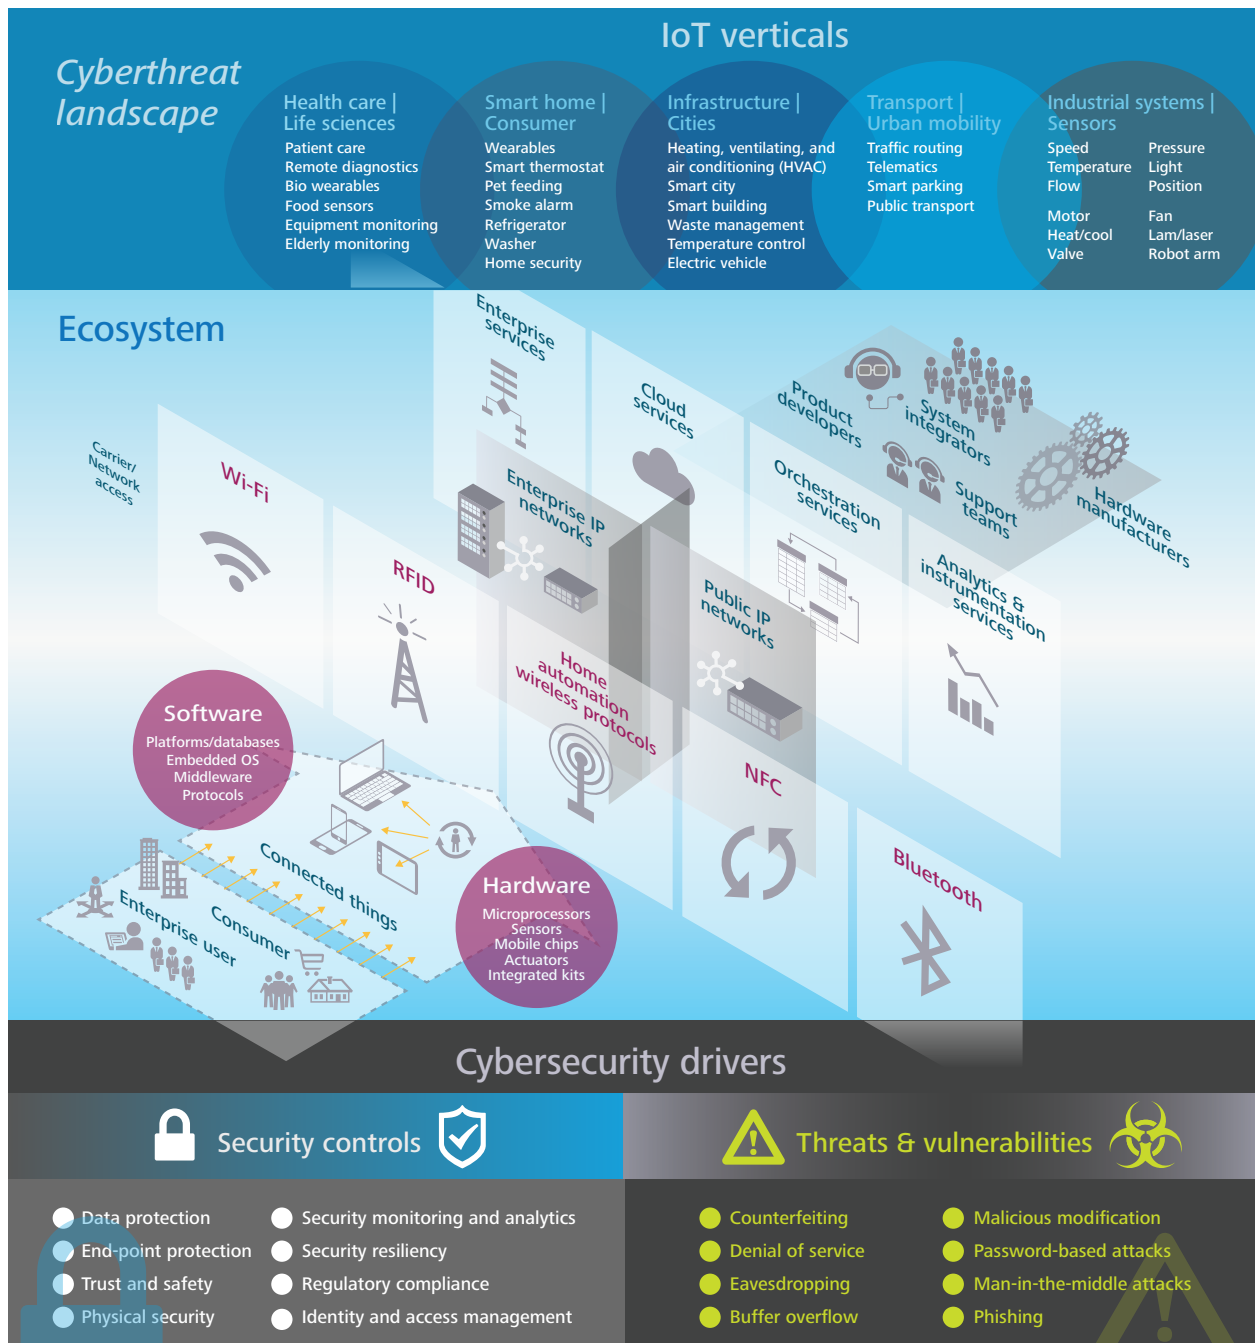 IoT verticals
Cyberthreat
landscape
Health care |
Life sciences
Patient care
Remote diagnostics
Bio wearables
Food sensors
Equipment monitoring
Elderly monitoring
Smart home |
Consumer
Wearables
Smart thermostat
Pet feeding
Smoke alarm
Refrigerator
Washer
Home security
Infrastructure |
Cities
Heating, ventilating, and
air conditioning (HVAC)
Smart city
Smart building
Waste management
Temperature control
Electric vehicle
Transport |
Urban mobility
Traffic routing
Telematics
Smart parking
Public transport
Industrial systems |
Sensors
Speed
Temperature
Flow
Motor
Heat/cool
Valve
Pressure
Light
Position
Fan
Lam/laser
Robot arm
Ecosystem
Enterprise
services
Cloud
services
Product
developers
System
integrators
Support
teams
Hardware
manufacturers
Carrier/
Network
access
Wi-Fi
RFID
Enterprise IP
networks
Orchestration
services
Public IP
networks
Analytics &
instrumentation
services
Home
automation
wireless protocols
NFC
Bluetooth
Software
Platforms/databases
Embedded OS
Middleware
Protocols
Connected things
Enterprise user
Consumer
Hardware
Microprocessors
Sensors
Mobile chips
Actuators
Integrated kits
Cybersecurity drivers
Security controls
Data protection
End-point protection
Trust and safety
Physical security
Security monitoring and analytics
Security resiliency
Regulatory compliance
Identity and access management
Threats & vulnerabilities
Counterfeiting
Denial of service
Eavesdropping
Buffer overflow
Malicious modification
Password-based attacks
Man-in-the-middle attacks
Phishing